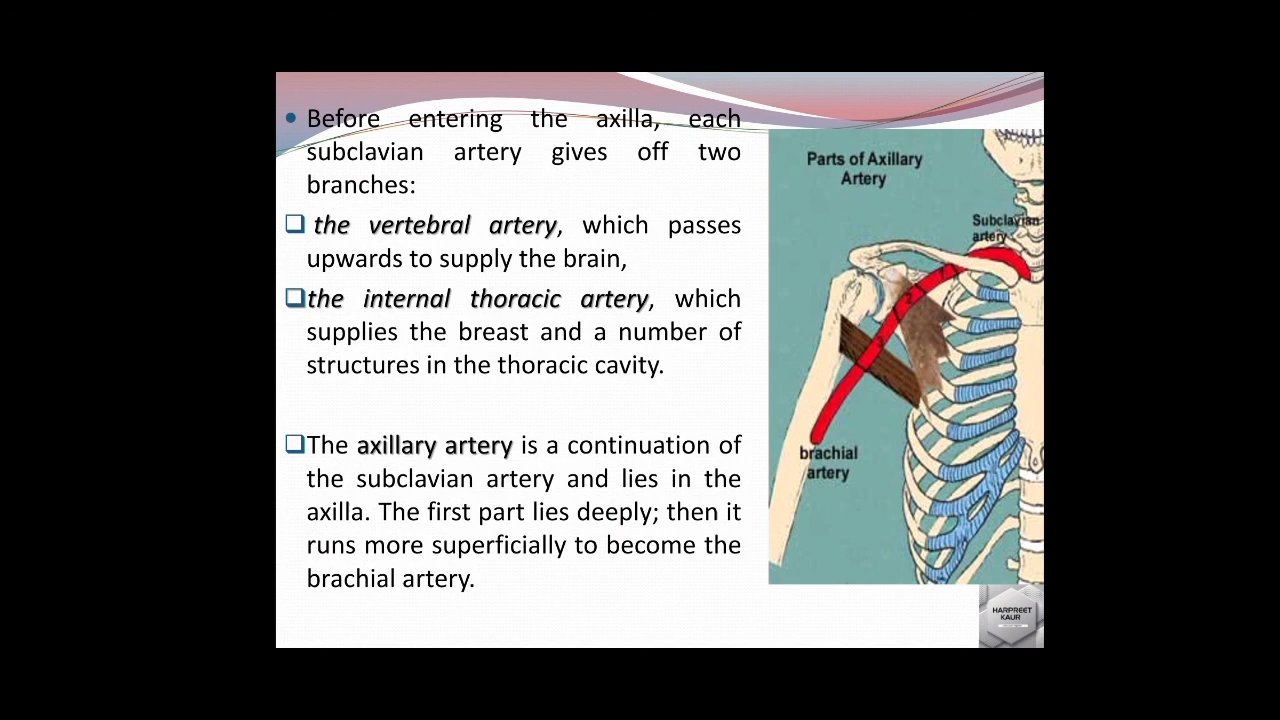 Before entering the axilla, each
subclavian artery gives off two
branches:
the vertebral artery, which passes
upwards to supply the brain,
the internal thoracic artery, which
supplies the breast and a number of
structures in the thoracic cavity.
The axillary artery is a continuation of
the subclavian artery and lies in the
axilla. The first part lies deeply; then it
runs more superficially to become the
brachial artery.
Parts of Axillary
Artery
Subclavian
artery
brachial
artery
HARPREET
KAUR